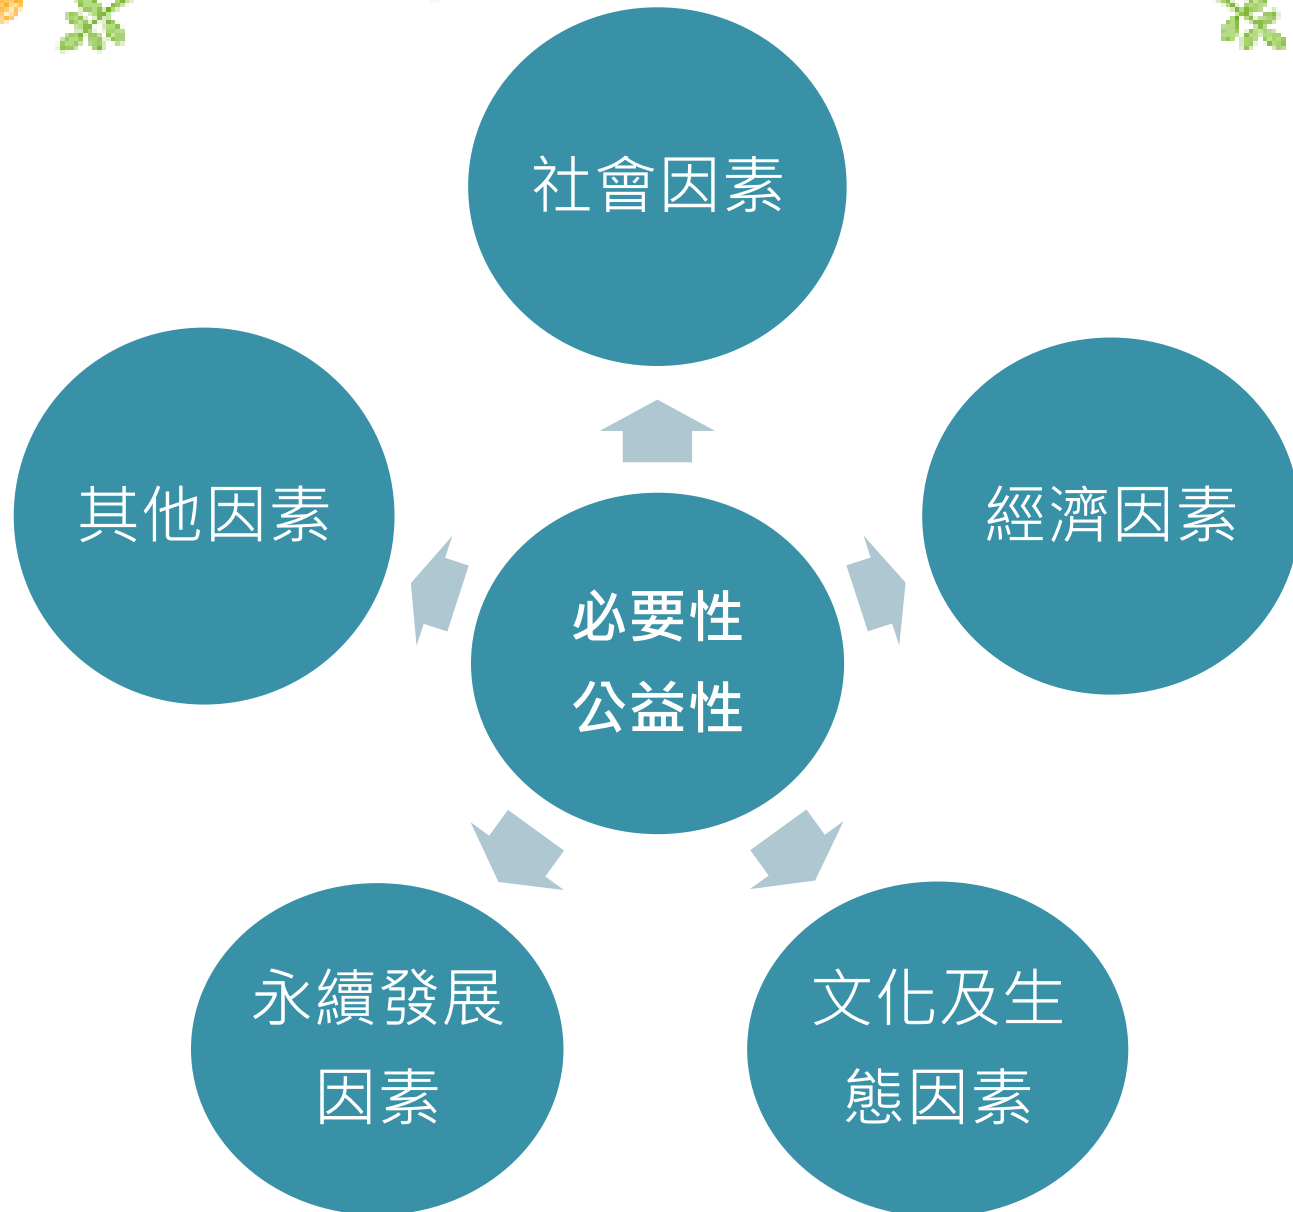 社會因素
其他因素
經濟因素
必要性
公益性
永續發展
因素
文化及生
態因素